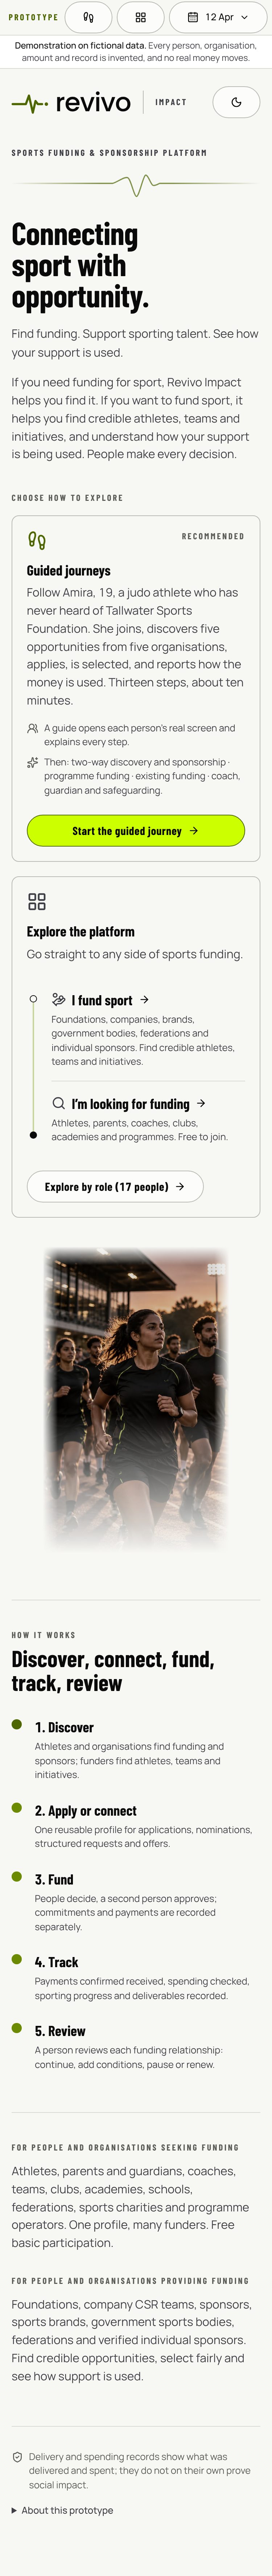 PROTOTYPE
12 Apr
Demonstration on fictional data. Every person, organisation,
amount and record is invented, and no real money moves.
revivo
IMPACT
SPORTS FUNDING & SPONSORSHIP PLATFORM
Connecting
sport with
opportunity.
Find funding. Support sporting talent. See how
your support is used.
If you need funding for sport, Revivo Impact
helps you find it. If you want to fund sport, it
helps you find credible athletes, teams and
initiatives, and understand how your support
is being used. People make every decision.
CHOOSE HOW TO EXPLORE
RECOMMENDED
Guided journeys
Follow Amira, 19, a judo athlete who has
never heard of Tallwater Sports
Foundation. She joins, discovers five
opportunities from five organisations,
applies, is selected, and reports how the
money is used. Thirteen steps, about ten
minutes.
A guide opens each person's real screen and
explains every step.
Then: two-way discovery and sponsorship ·
programme funding · existing funding · coach,
guardian and safeguarding.
Start the guided journey →
Explore the platform
Go straight to any side of sports funding.
I fund sport →
Foundations, companies, brands,
government bodies, federations and
individual sponsors. Find credible athletes,
teams and initiatives.
I'm looking for funding →
Athletes, parents, coaches, clubs,
academies and programmes. Free to join.
Explore by role (17 people) →
HOW IT WORKS
Discover, connect, fund,
track, review
1. Discover
Athletes and organisations find funding and
sponsors; funders find athletes, teams and
initiatives.
2. Apply or connect
One reusable profile for applications, nominations,
structured requests and offers.
3. Fund
People decide, a second person approves;
commitments and payments are recorded
separately.
4. Track
Payments confirmed received, spending checked,
sporting progress and deliverables recorded.
5. Review
A person reviews each funding relationship:
continue, add conditions, pause or renew.
FOR PEOPLE AND ORGANISATIONS SEEKING FUNDING
Athletes, parents and guardians, coaches,
teams, clubs, academies, schools,
federations, sports charities and programme
operators. One profile, many funders. Free
basic participation.
FOR PEOPLE AND ORGANISATIONS PROVIDING FUNDING
Foundations, company CSR teams, sponsors,
sports brands, government sports bodies,
federations and verified individual sponsors.
Find credible opportunities, select fairly and
see how support is used.
Delivery and spending records show what was
delivered and spent; they do not on their own prove
social impact.
▶ About this prototype